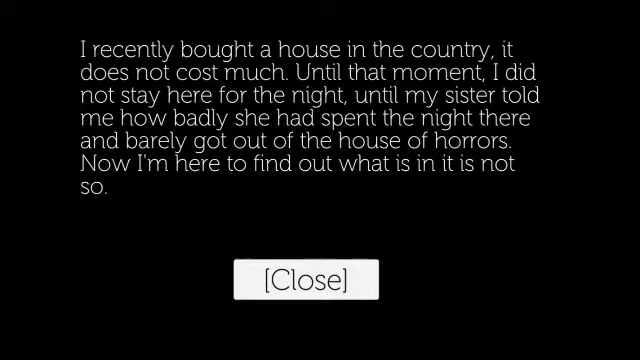 I recently bought a house in the country, it
does not cost much. Until that moment, I did
not stay here for the night, until my sister told
me how badly she had spent the night there
and barely got out of the house of horrors.
Now I'm here to find out what is in it is not
so.
[Close]